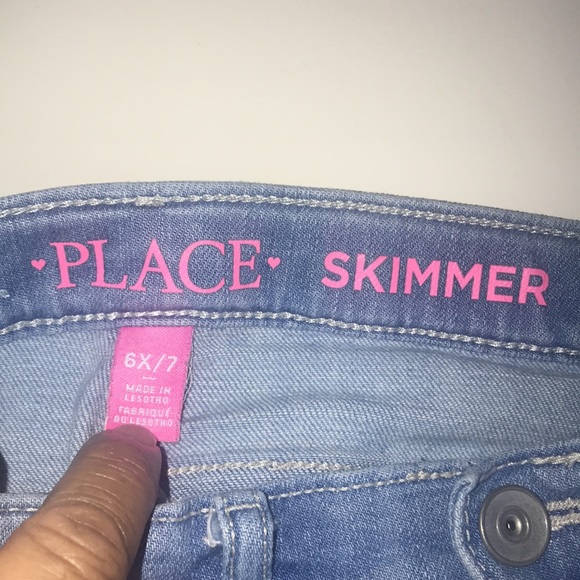 ♥PLACE♥ SKIMMER
6X/7
MADE IN
LESOTHO
FABRIQUÉ
AU LESOTHO